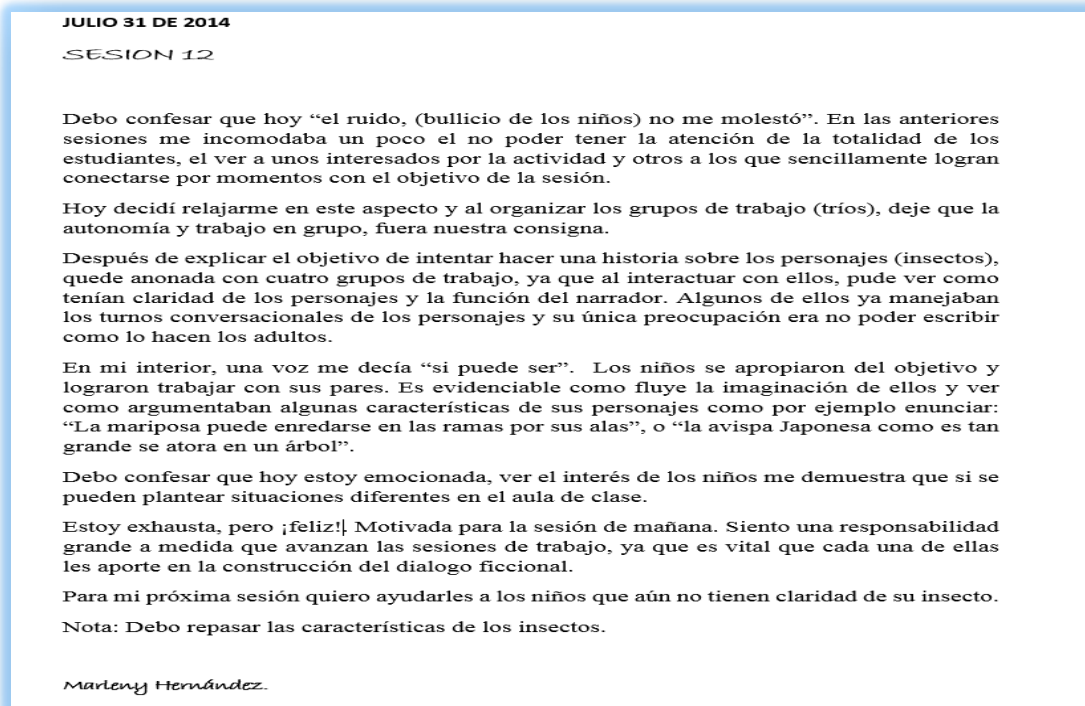 JULIO 31 DE 2014
SESION 12
Debo confesar que hoy “el ruido, (bullicio de los niños) no me molestó”. En las anteriores
sesiones me incomodaba un poco el no poder tener la atención de la totalidad de los
estudiantes, el ver a unos interesados por la actividad y otros a los que sencillamente logran
conectarse por momentos con el objetivo de la sesión.
Hoy decidí relajarme en este aspecto y al organizar los grupos de trabajo (tríos), deje que la
autonomía y trabajo en grupo, fuera nuestra consigna.
Después de explicar el objetivo de intentar hacer una historia sobre los personajes (insectos),
quede anonada con cuatro grupos de trabajo, ya que al interactuar con ellos, pude ver como
tenían claridad de los personajes y la función del narrador. Algunos de ellos ya manejaban
los turnos conversacionales de los personajes y su única preocupación era no poder escribir
como lo hacen los adultos.
En mi interior, una voz me decía “si puede ser”.  Los niños se apropiaron del objetivo y
lograron trabajar con sus pares. Es evidenciable como fluye la imaginación de ellos y ver
como argumentaban algunas características de sus personajes como por ejemplo enunciar:
“La mariposa puede enredarse en las ramas por sus alas”, o “la avispa Japonesa como es tan
grande se atora en un árbol”.
Debo confesar que hoy estoy emocionada, ver el interés de los niños me demuestra que si se
pueden plantear situaciones diferentes en el aula de clase.
Estoy exhausta, pero ¡feliz! Motivada para la sesión de mañana. Siento una responsabilidad
grande a medida que avanzan las sesiones de trabajo, ya que es vital que cada una de ellas
les aporte en la construcción del dialogo ficcional.
Para mi próxima sesión quiero ayudarles a los niños que aún no tienen claridad de su insecto.
Nota: Debo repasar las características de los insectos.
Marleny Hernández.